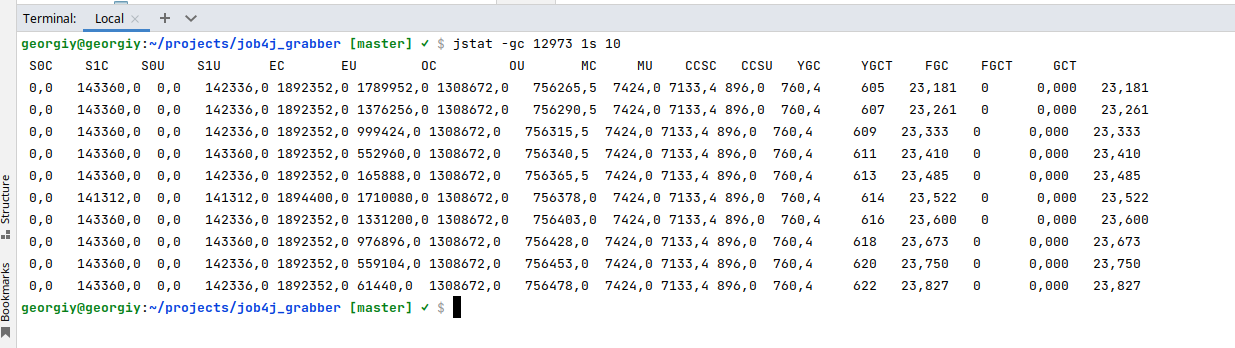 Terminal: Local × +
georgiy@georgiy:~/projects/job4j_grabber [master] ✓ $ jstat -gc 12973 1s 10
S0C S1C S0U S1U EC EU OC OU MC MU CCSC CCSU YGC YGCT FGC FGCT GCT
0,0 143360,0 0,0 142336,0 1892352,0 1789952,0 1308672,0 756265,5 7424,0 7133,4 896,0 760,4 605 23,181 0 0,000 23,181
0,0 143360,0 0,0 142336,0 1892352,0 1376256,0 1308672,0 756290,5 7424,0 7133,4 896,0 760,4 607 23,261 0 0,000 23,261
0,0 143360,0 0,0 142336,0 1892352,0 999424,0 1308672,0 756315,5 7424,0 7133,4 896,0 760,4 609 23,333 0 0,000 23,333
0,0 143360,0 0,0 143360,0 1892352,0 552960,0 1308672,0 756340,5 7424,0 7133,4 896,0 760,4 611 23,410 0 0,000 23,410
0,0 143360,0 0,0 143360,0 1892352,0 165888,0 1308672,0 756365,5 7424,0 7133,4 896,0 760,4 613 23,485 0 0,000 23,485
0,0 141312,0 0,0 141312,0 1894400,0 1710080,0 1308672,0 756378,0 7424,0 7133,4 896,0 760,4 614 23,522 0 0,000 23,522
0,0 143360,0 0,0 142336,0 1892352,0 1331200,0 1308672,0 756403,0 7424,0 7133,4 896,0 760,4 616 23,600 0 0,000 23,600
0,0 143360,0 0,0 143360,0 1892352,0 976896,0 1308672,0 756428,0 7424,0 7133,4 896,0 760,4 618 23,673 0 0,000 23,673
0,0 143360,0 0,0 142336,0 1892352,0 559104,0 1308672,0 756453,0 7424,0 7133,4 896,0 760,4 620 23,750 0 0,000 23,750
0,0 143360,0 0,0 142336,0 1892352,0 61440,0 1308672,0 756478,0 7424,0 7133,4 896,0 760,4 622 23,827 0 0,000 23,827
georgiy@georgiy:~/projects/job4j_grabber [master] ✓ $
Structure
Bookmarks